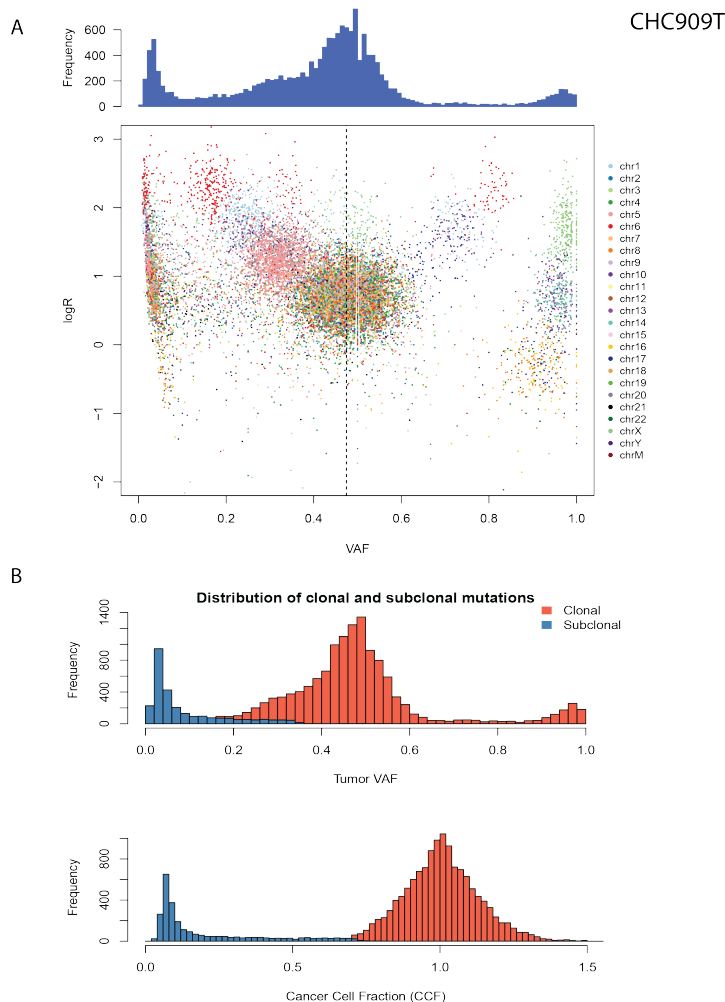 A
CHC909T
Frequency
600
400
200
0
logR
3
2
1
0
−1
−2
0.0 0.2 0.4 0.6 0.8 1.0
VAF
chr1
chr2
chr3
chr4
chr5
chr6
chr7
chr8
chr9
chr10
chr11
chr12
chr13
chr14
chr15
chr16
chr17
chr18
chr19
chr20
chr21
chr22
chrX
chrY
chrM
B
Distribution of clonal and subclonal mutations
Clonal
Subclonal
Frequency
1400
800
400
0
0.0 0.2 0.4 0.6 0.8 1.0
Tumor VAF
Frequency
800
400
0
0.0 0.5 1.0 1.5
Cancer Cell Fraction (CCF)